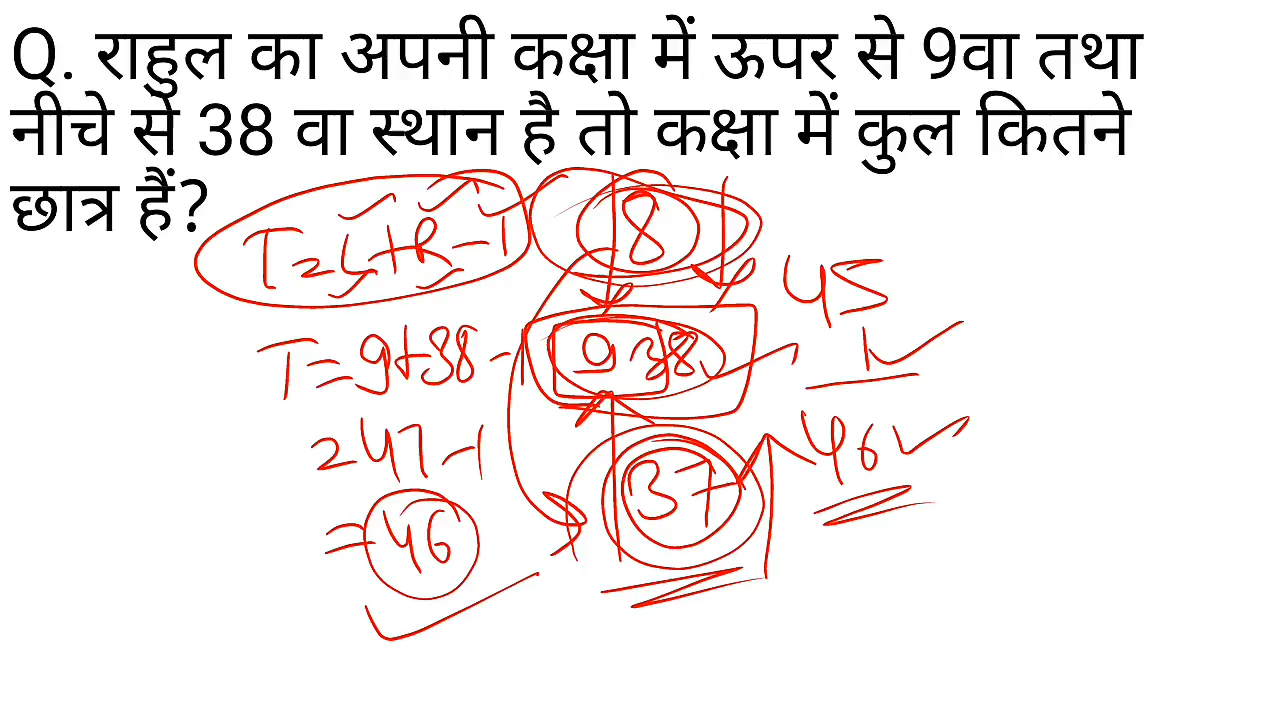 Q. राहुल का अपनी कक्षा में ऊपर से 9वा तथा
नीचे से 38 वा स्थान है तो कक्षा में कुल कितने
छात्र हैं?
T=L+R-1
8
T=9+38-1
9 38
45
1
46
=47-1
37
=46